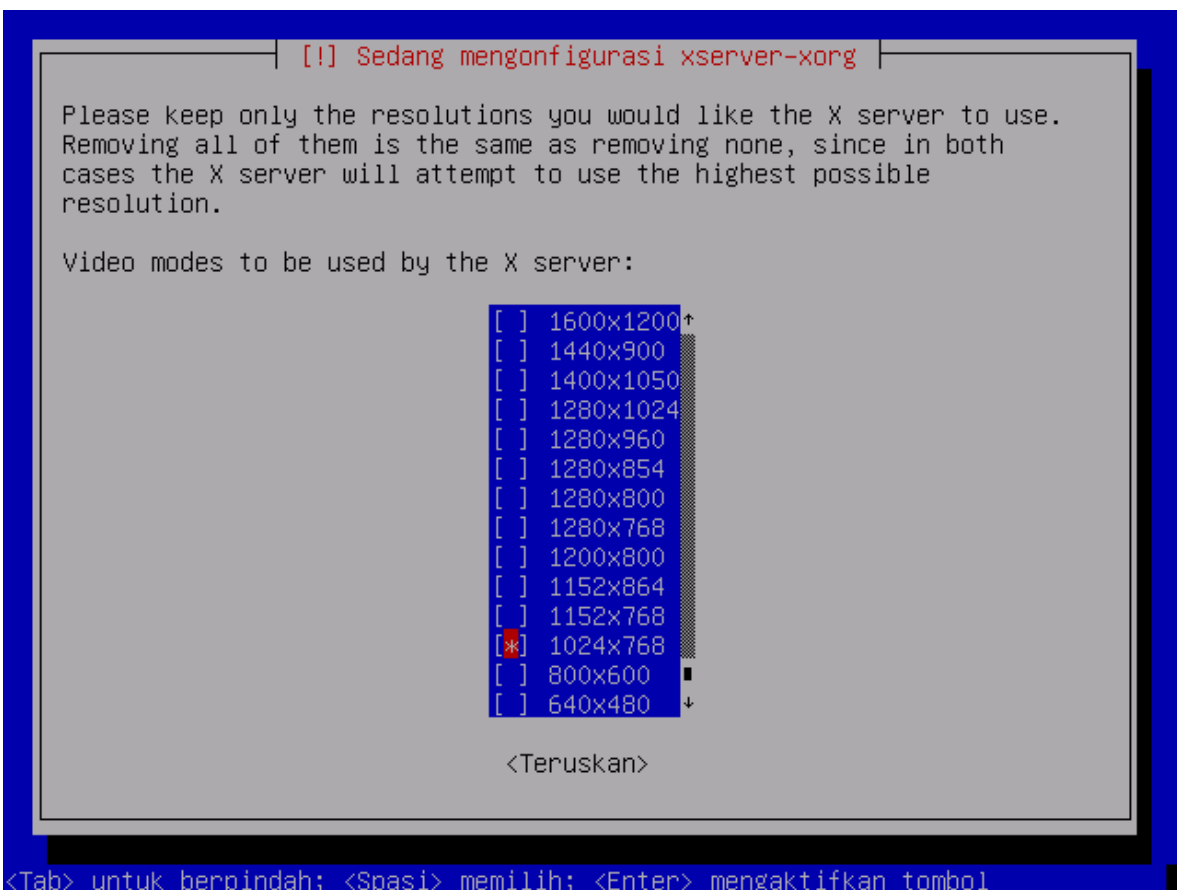 [!] Sedang mengonfigurasi xserver-xorg
Please keep only the resolutions you would like the X server to use.
Removing all of them is the same as removing none, since in both
cases the X server will attempt to use the highest possible
resolution.
Video modes to be used by the X server:
[ ] 1600x1200↑
[ ] 1440x900
[ ] 1400x1050
[ ] 1280x1024
[ ] 1280x960
[ ] 1280x854
[ ] 1280x800
[ ] 1280x768
[ ] 1200x800
[ ] 1152x864
[ ] 1152x768
[*] 1024x768
[ ] 800x600
[ ] 640x480 ↓
<Teruskan>
<Tab> untuk berpindah; <Spasi> memilih; <Enter> mengaktifkan tombol